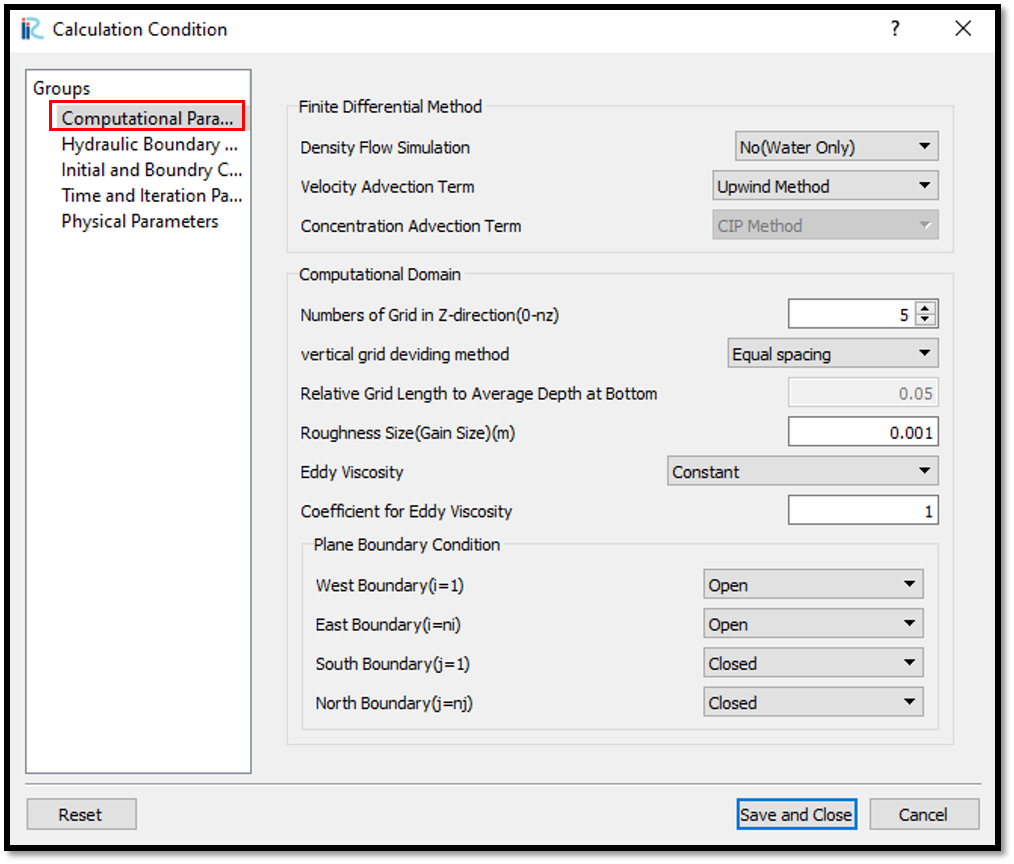 iRIC Calculation Condition ? ×
Groups
Computational Para...
Hydraulic Boundary ...
Initial and Boundry C...
Time and Iteration Pa...
Physical Parameters
Finite Differential Method
Density Flow Simulation No(Water Only)
Velocity Advection Term Upwind Method
Concentration Advection Term CIP Method
Computational Domain
Numbers of Grid in Z-direction(0-nz) 5
vertical grid deviding method Equal spacing
Relative Grid Length to Average Depth at Bottom 0.05
Roughness Size(Gain Size)(m) 0.001
Eddy Viscosity Constant
Coefficient for Eddy Viscosity 1
Plane Boundary Condition
West Boundary(i=1) Open
East Boundary(i=ni) Open
South Boundary(j=1) Closed
North Boundary(j=nj) Closed
Reset Save and Close Cancel